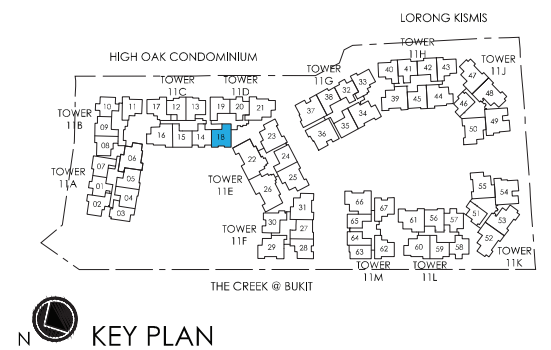 LORONG KISMIS
HIGH OAK CONDOMINIUM
TOWER
11H
TOWER
11G
TOWER
11J
TOWER
11C
TOWER
11D
40 41 42 43
47
33
32
38
48
37
39 45 44
46
34
35
36
49
50
10 11 17 12 13 19 20 21
TOWER
11B
09
16 15 14 18
23
08
06
22
24
07
TOWER
11A
05
25
01
04
26
02
03
TOWER
11E
55
54
66
67
31
51
53
65
61 56 57
30
27
52
TOWER
11F
64
29
28
63 62
60 59 58
TOWER
11K
TOWER
11M
TOWER
11L
THE CREEK @ BUKIT
N
KEY PLAN